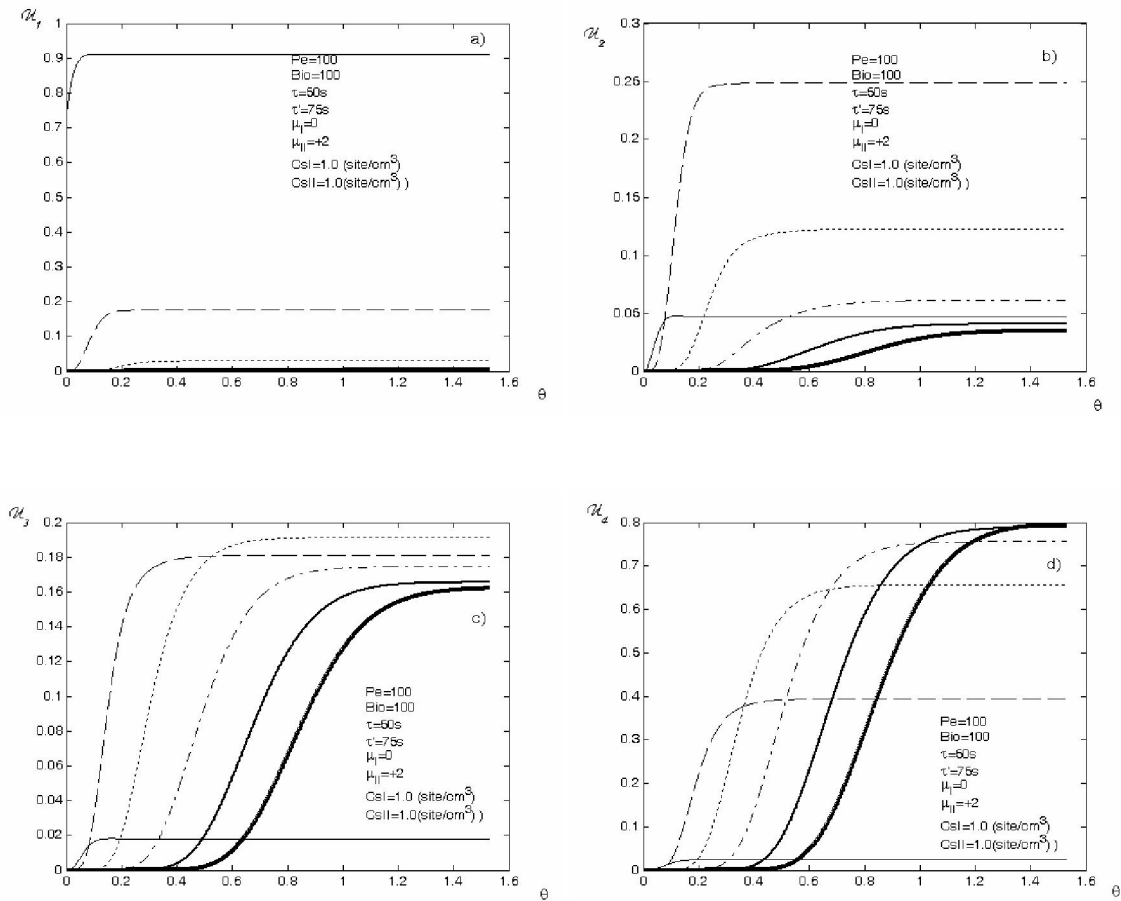 𝒰₁
1
0.9
0.8
0.7
0.6
0.5
0.4
0.3
0.2
0.1
0
a)
Pe=100
Bio=100
τ=50s
τ'=75s
μI=0
μII=+2
CsI=1.0 (site/cm³)
CsII=1.0(site/cm³) )
0 0.2 0.4 0.6 0.8 1 1.2 1.4 1.6
θ
𝒰₂
0.3
0.25
0.2
0.15
0.1
0.05
0
b)
Pe=100
Bio=100
τ=50s
τ'=75s
μI=0
μII=+2
CsI=1.0 (site/cm³)
CsII=1.0(site/cm³) )
0 0.2 0.4 0.6 0.8 1 1.2 1.4 1.6
θ
𝒰₃
0.2
0.18
0.16
0.14
0.12
0.1
0.08
0.06
0.04
0.02
0
c)
Pe=100
Bio=100
τ=50s
τ'=75s
μI=0
μII=+2
CsI=1.0 (site/cm³)
CsII=1.0(site/cm³) )
0 0.2 0.4 0.6 0.8 1 1.2 1.4 1.6
θ
𝒰₄
0.8
0.7
0.6
0.5
0.4
0.3
0.2
0.1
0
d)
Pe=100
Bio=100
τ=50s
τ'=75s
μI=0
μII=+2
CsI=1.0 (site/cm³)
CsII=1.0(site/cm³) )
0 0.2 0.4 0.6 0.8 1 1.2 1.4 1.6
θ